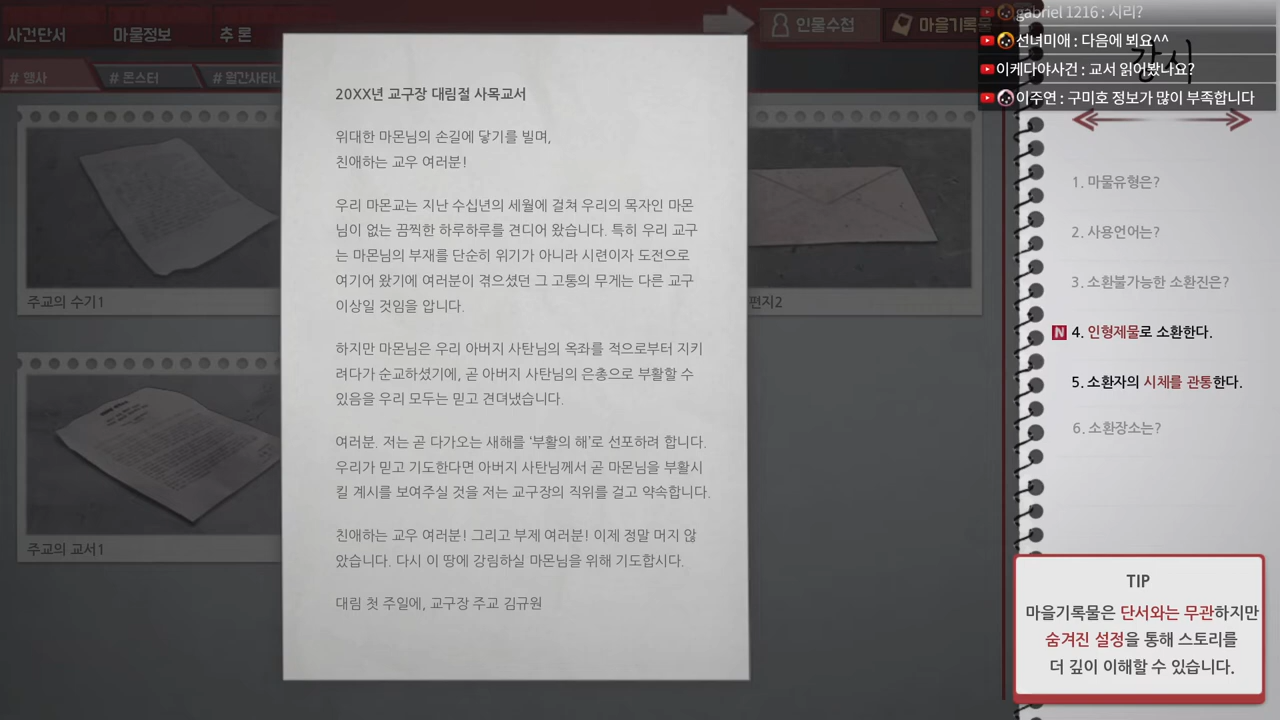 사건단서
마물정보
추 론
인물수첩
마을기록물
# 행사
# 몬스터
gabriel 1216 : 시리?
선녀미애 : 다음에 뵈요^^
이케다야사건 : 교서 읽어봤나요?
이주연 : 구미호 정보가 많이 부족합니다
주교의 수기1
편지2
주교의 교서1
20XX년 교구장 대림절 사목교서
위대한 마몬님의 손길에 닿기를 빌며,
친애하는 교우 여러분!
우리 마몬교는 지난 수십년의 세월에 걸쳐 우리의 목자인 마몬
님이 없는 끔찍한 하루하루를 견디어 왔습니다. 특히 우리 교구
는 마몬님의 부재를 단순히 위기가 아니라 시련이자 도전으로
여기어 왔기에 여러분이 겪으셨던 그 고통의 무게는 다른 교구
이상일 것임을 압니다.
하지만 마몬님은 우리 아버지 사탄님의 옥좌를 적으로부터 지키
려다가 순교하셨기에, 곧 아버지 사탄님의 은총으로 부활할 수
있음을 우리 모두는 믿고 견뎌냈습니다.
여러분. 저는 곧 다가오는 새해를 ‘부활의 해’로 선포하려 합니다.
우리가 믿고 기도한다면 아버지 사탄님께서 곧 마몬님을 부활시
킬 계시를 보여주실 것을 저는 교구장의 직위를 걸고 약속합니다.
친애하는 교우 여러분! 그리고 부제 여러분! 이제 정말 머지 않
았습니다. 다시 이 땅에 강림하실 마몬님을 위해 기도합시다.
대림 첫 주일에, 교구장 주교 김규원
1. 마물유형은?
2. 사용언어는?
3. 소환불가능한 소환진은?
N 4. 인형제물로 소환한다.
5. 소환자의 시체를 관통한다.
6. 소환장소는?
TIP
마을기록물은 단서와는 무관하지만
숨겨진 설정을 통해 스토리를
더 깊이 이해할 수 있습니다.